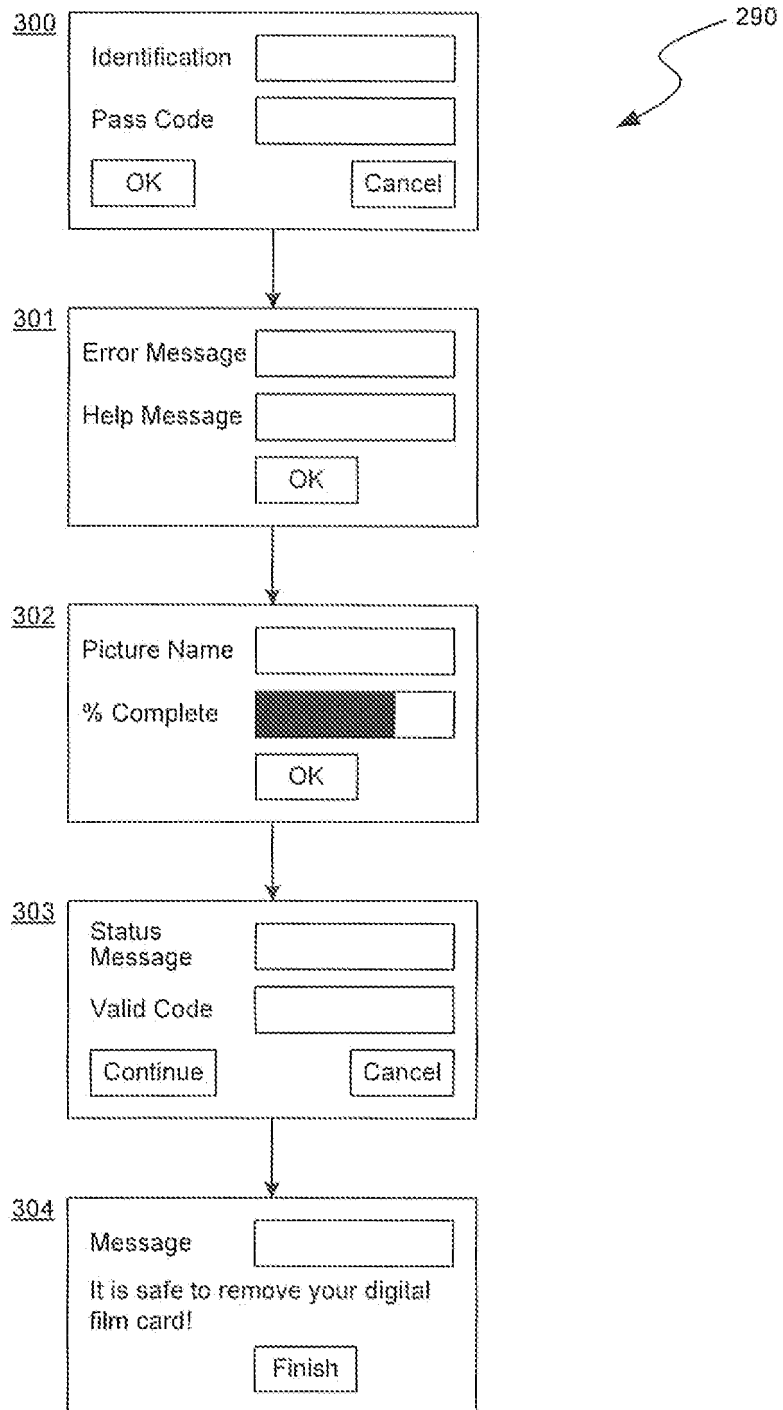 290
300
Identification
Pass Code
OK Cancel
301
Error Message
Help Message
OK
302
Picture Name
% Complete
OK
303
Status
Message
Valid Code
Continue Cancel
304
Message
It is safe to remove your digital
film card!
Finish